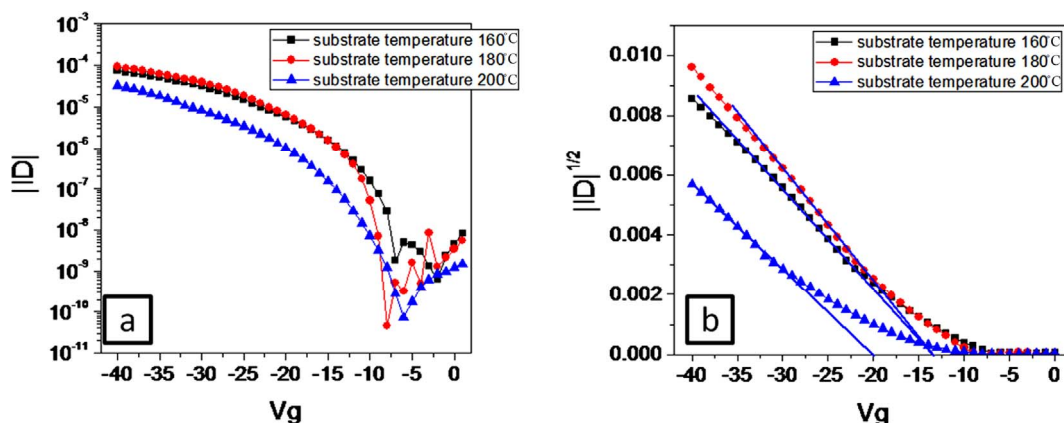 10⁻³
10⁻⁴
10⁻⁵
10⁻⁶
10⁻⁷
10⁻⁸
10⁻⁹
10⁻¹⁰
10⁻¹¹
|ID|
substrate temperature 160℃
substrate temperature 180℃
substrate temperature 200℃
a
-40 -35 -30 -25 -20 -15 -10 -5 0
Vg
0.010
0.008
0.006
0.004
0.002
0.000
|ID|^1/2
substrate temperature 160℃
substrate temperature 180℃
substrate temperature 200℃
b
-40 -35 -30 -25 -20 -15 -10 -5 0
Vg